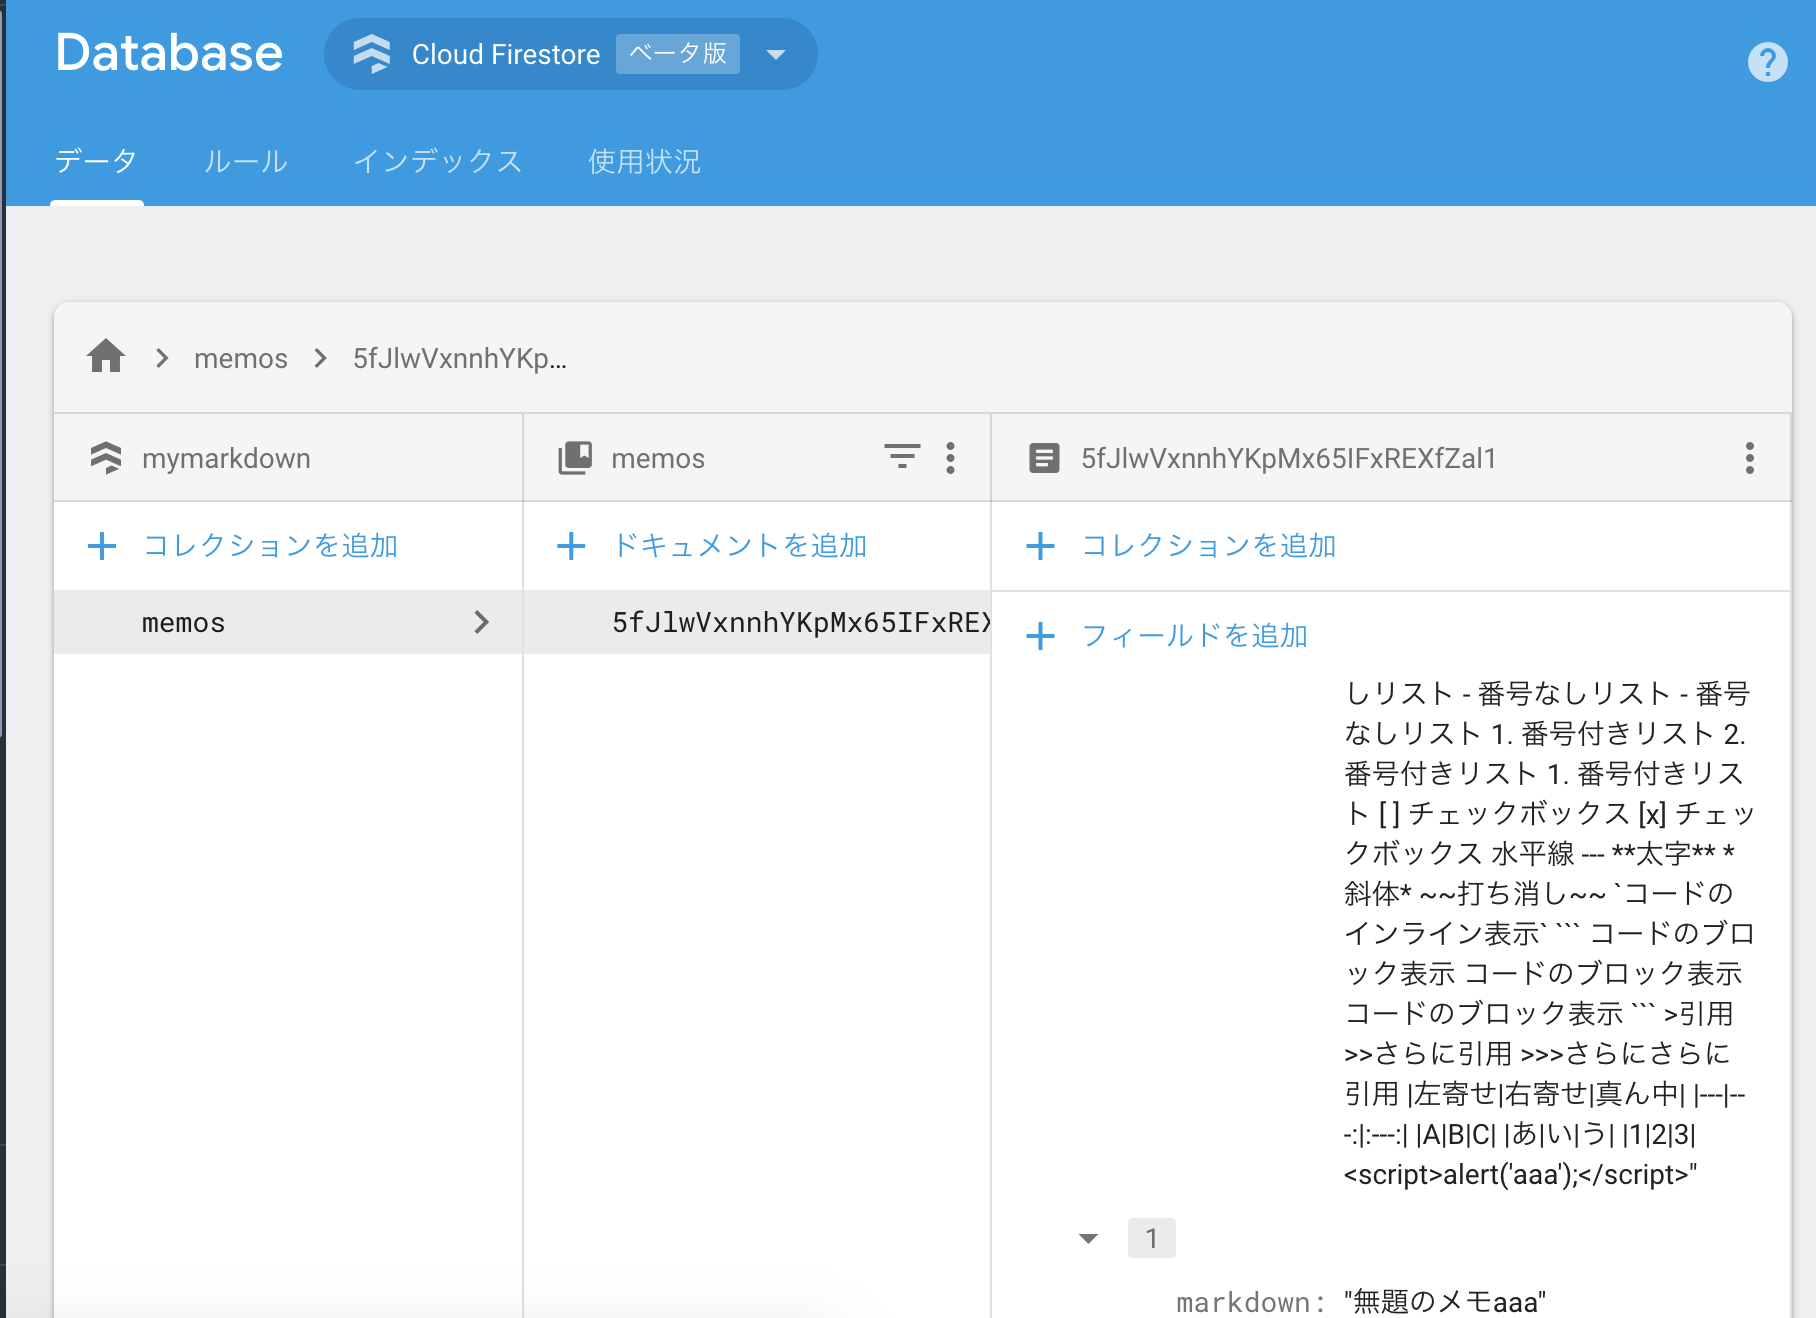 Database
Cloud Firestore
ベータ版
?
データ
ルール
インデックス
使用状況
memos
5fJlwVxnnhYKp...
mymarkdown
memos
5fJlwVxnnhYKpMx65IFxREXfZal1
コレクションを追加
ドキュメントを追加
コレクションを追加
memos
5fJlwVxnnhYKpMx65IFxREX
フィールドを追加
しリスト - 番号なしリスト - 番号
なしリスト 1. 番号付きリスト 2.
番号付きリスト 1. 番号付きリス
ト [ ] チェックボックス [x] チェッ
クボックス 水平線 --- **太字** *
斜体* ~~打ち消し~~ `コードの
インライン表示` ``` コードのブロ
ック表示 コードのブロック表示
コードのブロック表示 ``` >引用
>>さらに引用 >>>さらにさらに
引用 |左寄せ|右寄せ|真ん中| |---|--
-:|:---:| |A|B|C| |あ|い|う| |1|2|3|
<script>alert('aaa');</script>"
1
markdown: "無題のメモaaa"